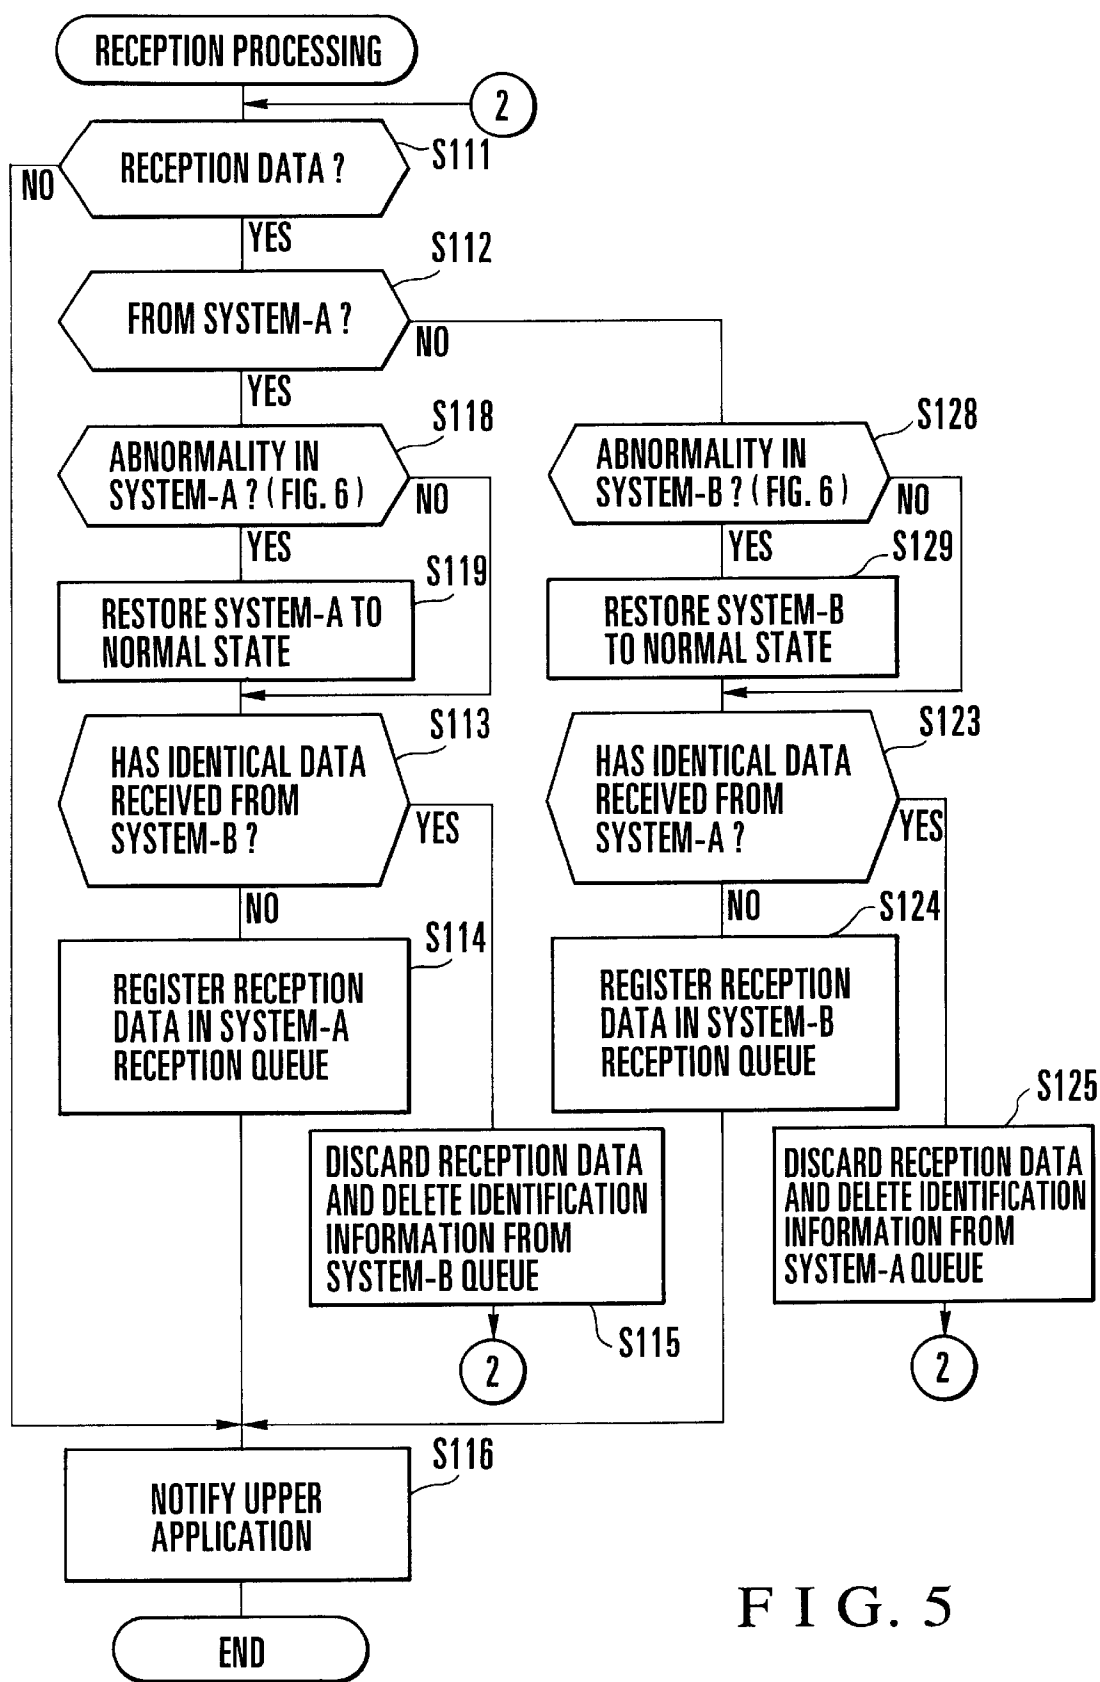 RECEPTION PROCESSING
2
S111
RECEPTION DATA ?
NO
YES
S112
FROM SYSTEM-A ?
NO
YES
S118
ABNORMALITY IN
SYSTEM-A ? ( FIG. 6 )
NO
YES
S119
RESTORE SYSTEM-A TO
NORMAL STATE
S113
HAS IDENTICAL DATA
RECEIVED FROM
SYSTEM-B ?
YES
NO
S114
REGISTER RECEPTION
DATA IN SYSTEM-A
RECEPTION QUEUE
DISCARD RECEPTION DATA
AND DELETE IDENTIFICATION
INFORMATION FROM
SYSTEM-B QUEUE
S115
2
S128
ABNORMALITY IN
SYSTEM-B ? ( FIG. 6 )
NO
YES
S129
RESTORE SYSTEM-B
TO NORMAL STATE
S123
HAS IDENTICAL DATA
RECEIVED FROM
SYSTEM-A ?
YES
NO
S124
REGISTER RECEPTION
DATA IN SYSTEM-B
RECEPTION QUEUE
S125
DISCARD RECEPTION DATA
AND DELETE IDENTIFICATION
INFORMATION FROM
SYSTEM-A QUEUE
2
S116
NOTIFY UPPER
APPLICATION
END
FIG. 5